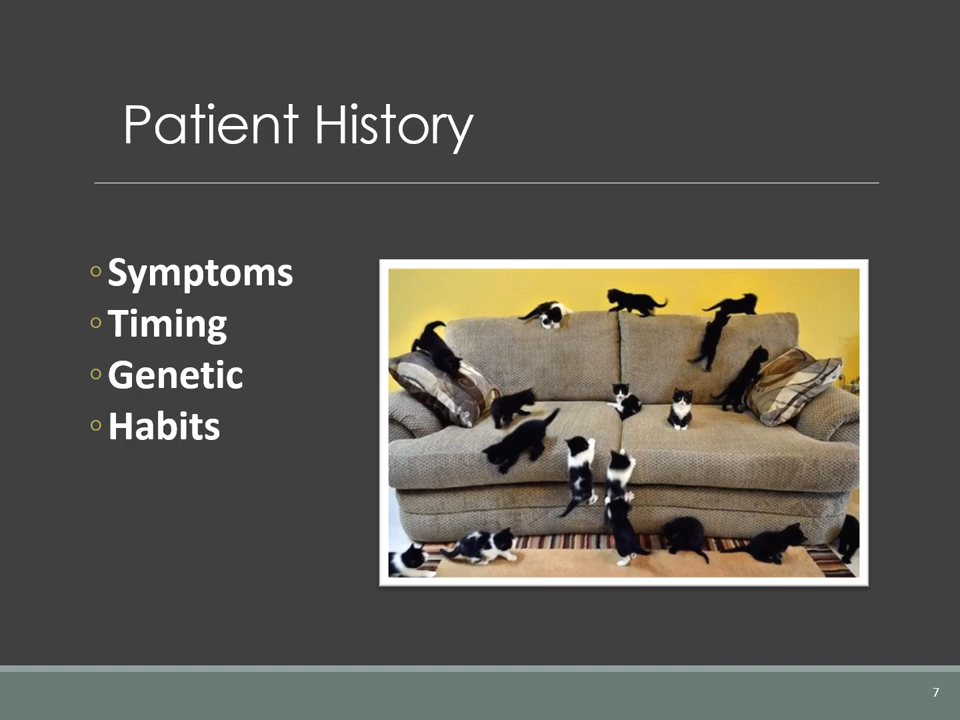 Patient History
◦Symptoms
◦Timing
◦Genetic
◦Habits
7